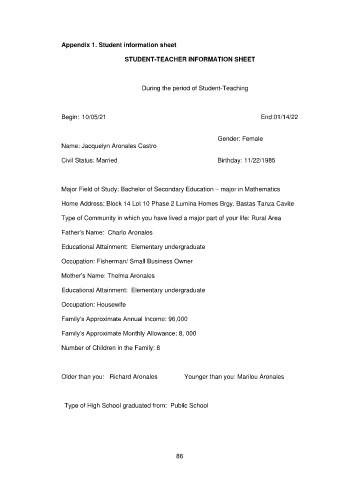 Appendix 1. Student information sheet
STUDENT-TEACHER INFORMATION SHEET
During the period of Student-Teaching
Begin: 10/05/21 End:01/14/22
Gender: Female
Name: Jacquelyn Aronales Castro
Civil Status: Married Birthday: 11/22/1985
Major Field of Study: Bachelor of Secondary Education – major in Mathematics
Home Address: Block 14 Lot 10 Phase 2 Lumina Homes Brgy. Bastas Tanza Cavite
Type of Community in which you have lived a major part of your life: Rural Area
Father's Name: Charlo Aronales
Educational Attainment: Elementary undergraduate
Occupation: Fisherman/ Small Business Owner
Mother's Name: Thelma Aronales
Educational Attainment: Elementary undergraduate
Occupation: Housewife
Family's Approximate Annual Income: 96,000
Family's Approximate Monthly Allowance: 8, 000
Number of Children in the Family: 8
Older than you: Richard Aronales Younger than you: Marilou Aronales
Type of High School graduated from: Public School
86